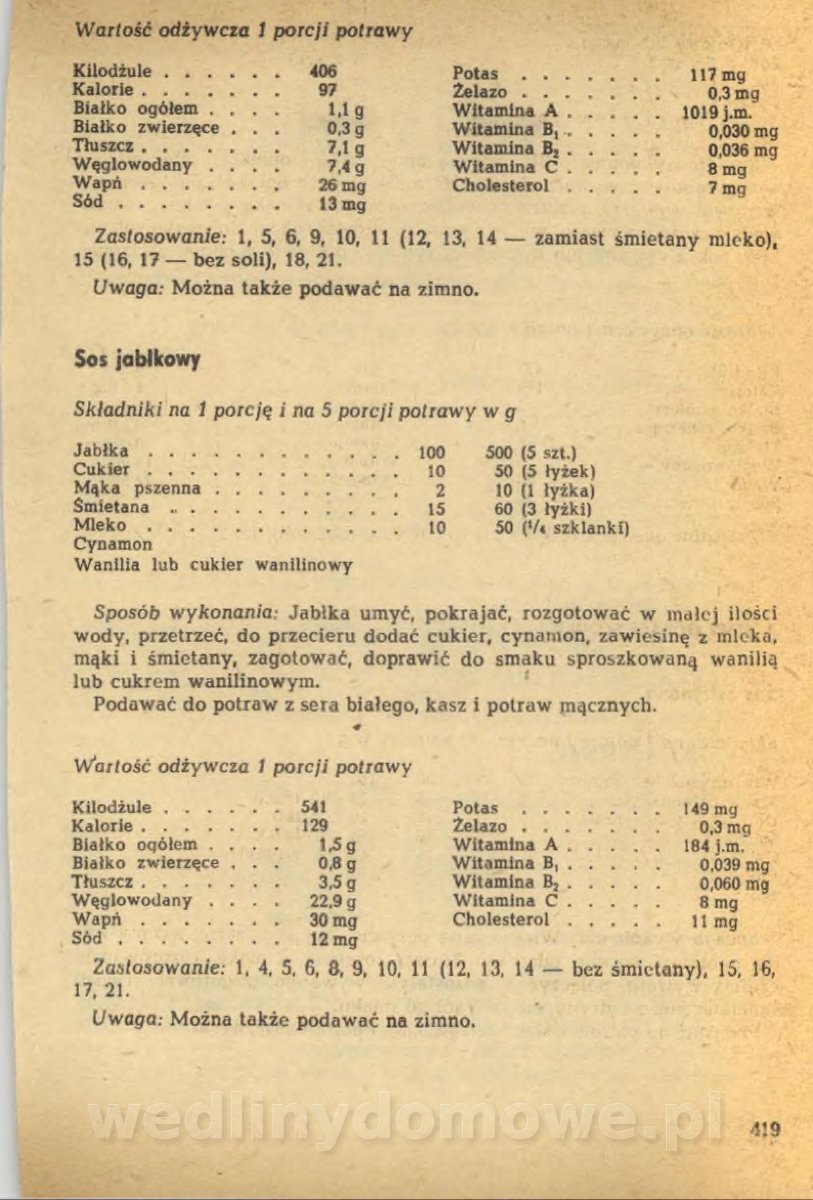 Wartość odżywcza 1 porcji potrawy
Kilodżule . . . . . . 406
Kalorie . . . . . . . 97
Białko ogółem . . . . 1,1 g
Białko zwierzęce . . . 0,3 g
Tłuszcz . . . . . . . 7,1 g
Węglowodany . . . . 7,4 g
Wapń . . . . . . . 26 mg
Sód . . . . . . . . 13 mg
Potas . . . . . . . 117 mg
Żelazo . . . . . . . 0,3 mg
Witamina A . . . . . 1019 j.m.
Witamina B₁ . . . . . 0,030 mg
Witamina B₂ . . . . . 0,036 mg
Witamina C . . . . . 8 mg
Cholesterol . . . . . 7 mg
Zastosowanie: 1, 5, 6, 9, 10, 11 (12, 13, 14 — zamiast śmietany mleko),
15 (16, 17 — bez soli), 18, 21.
Uwaga: Można także podawać na zimno.
Sos jabłkowy
Składniki na 1 porcję i na 5 porcji potrawy w g
Jabłka . . . . . . . . . . . . 100 500 (5 szt.)
Cukier . . . . . . . . . . . . 10 50 (5 łyżek)
Mąka pszenna . . . . . . . . . 2 10 (1 łyżka)
Śmietana . . . . . . . . . . . 15 60 (3 łyżki)
Mleko . . . . . . . . . . . . 10 50 (¼ szklanki)
Cynamon
Wanilia lub cukier wanilinowy
Sposób wykonania: Jabłka umyć, pokrajać, rozgotować w małej ilości
wody, przetrzeć, do przecieru dodać cukier, cynamon, zawiesinę z mleka,
mąki i śmietany, zagotować, doprawić do smaku sproszkowaną wanilią
lub cukrem wanilinowym.
Podawać do potraw z sera białego, kasz i potraw mącznych.
Wartość odżywcza 1 porcji potrawy
Kilodżule . . . . . . 541
Kalorie . . . . . . . 129
Białko ogółem . . . . 1,5 g
Białko zwierzęce . . . 0,8 g
Tłuszcz . . . . . . . 3,5 g
Węglowodany . . . . 22,9 g
Wapń . . . . . . . 30 mg
Sód . . . . . . . . 12 mg
Potas . . . . . . . 149 mg
Żelazo . . . . . . . 0,3 mg
Witamina A . . . . . 184 j.m.
Witamina B₁ . . . . . 0,039 mg
Witamina B₂ . . . . . 0,060 mg
Witamina C . . . . . 8 mg
Cholesterol . . . . . 11 mg
Zastosowanie: 1, 4, 5, 6, 8, 9, 10, 11 (12, 13, 14 — bez śmietany), 15, 16,
17, 21.
Uwaga: Można także podawać na zimno.
wedlinydomowe.pl
419